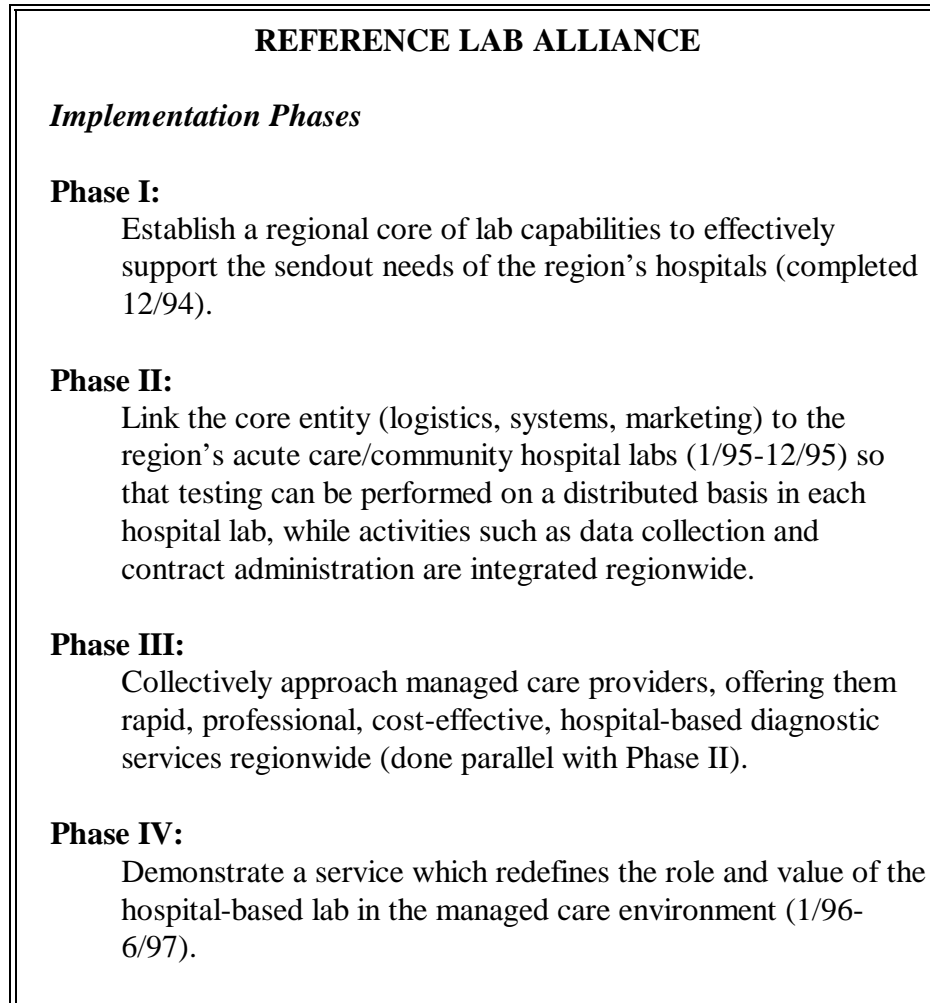 REFERENCE LAB ALLIANCE
Implementation Phases
Phase I:
Establish a regional core of lab capabilities to effectively
support the sendout needs of the region’s hospitals (completed
12/94).
Phase II:
Link the core entity (logistics, systems, marketing) to the
region’s acute care/community hospital labs (1/95-12/95) so
that testing can be performed on a distributed basis in each
hospital lab, while activities such as data collection and
contract administration are integrated regionwide.
Phase III:
Collectively approach managed care providers, offering them
rapid, professional, cost-effective, hospital-based diagnostic
services regionwide (done parallel with Phase II).
Phase IV:
Demonstrate a service which redefines the role and value of the
hospital-based lab in the managed care environment (1/96-
6/97).